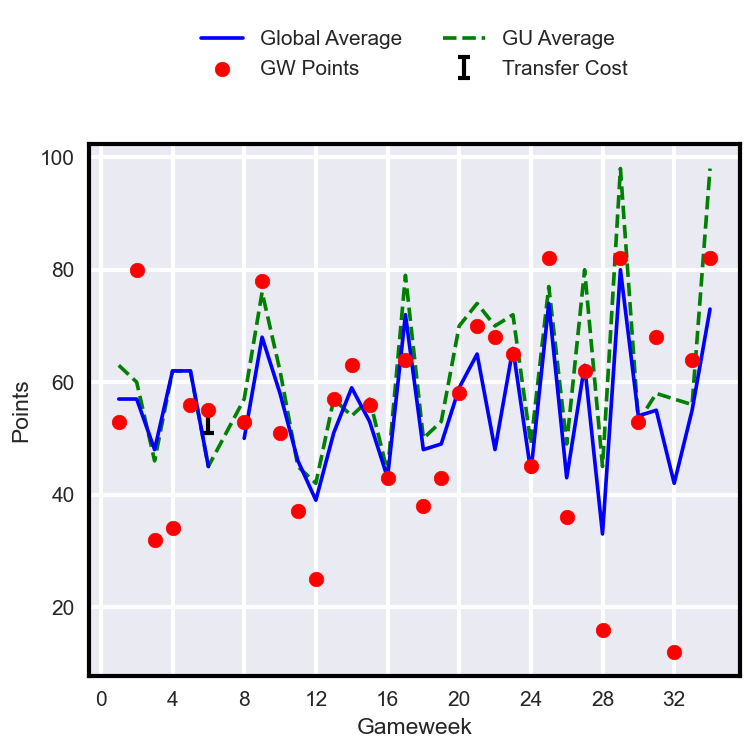 Global Average
GU Average
GW Points
Transfer Cost
100
80
60
40
20
Points
0 4 8 12 16 20 24 28 32
Gameweek